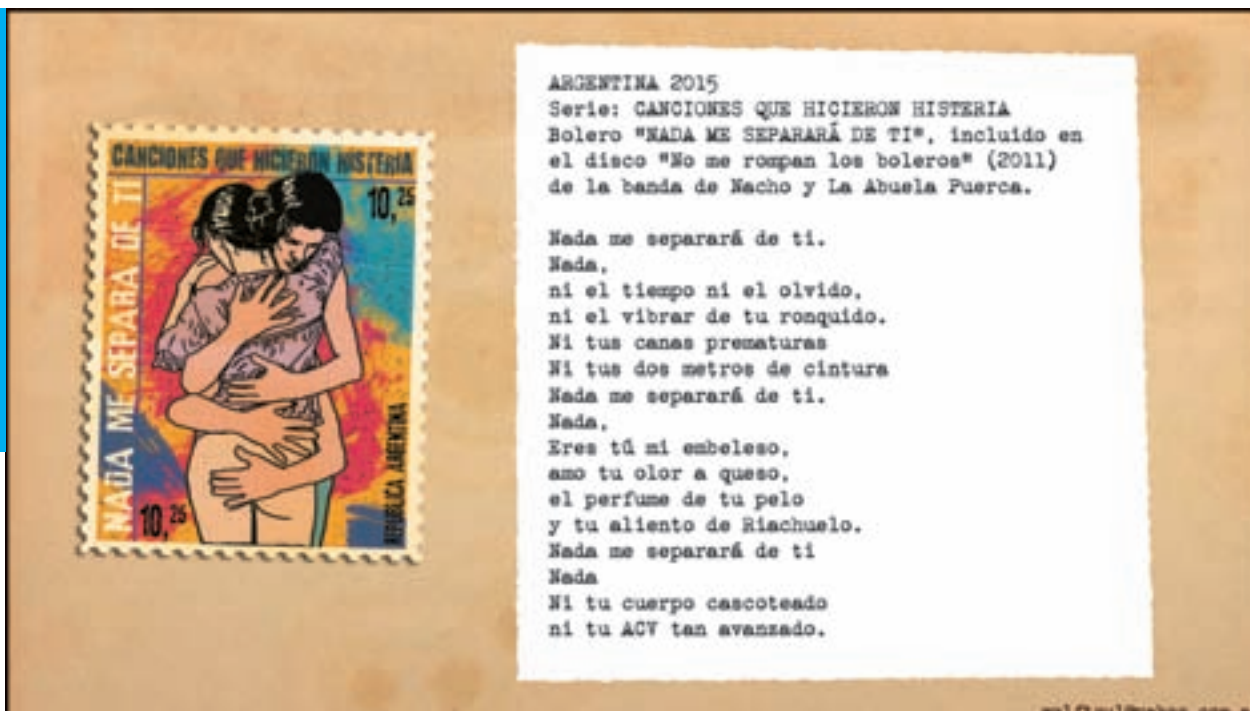 CANCIONES QUE HICIERON HISTERIA
10,25
NADA ME SEPARA DE TI
10,25
REPUBLICA ARGENTINA
ARGENTINA 2015
Serie: CANCIONES QUE HICIERON HISTERIA
Bolero "NADA ME SEPARARÁ DE TI", incluido en
el disco "No me rompan los boleros" (2011)
de la banda de Nacho y La Abuela Puerca.
Nada me separará de ti.
Nada,
ni el tiempo ni el olvido,
ni el vibrar de tu ronquido.
Ni tus canas prematuras
Ni tus dos metros de cintura
Nada me separará de ti.
Nada,
Eres tú mi embeleso,
amo tu olor a queso,
el perfume de tu pelo
y tu aliento de Riachuelo.
Nada me separará de ti
Nada
Ni tu cuerpo cascoteado
ni tu ACV tan avanzado.